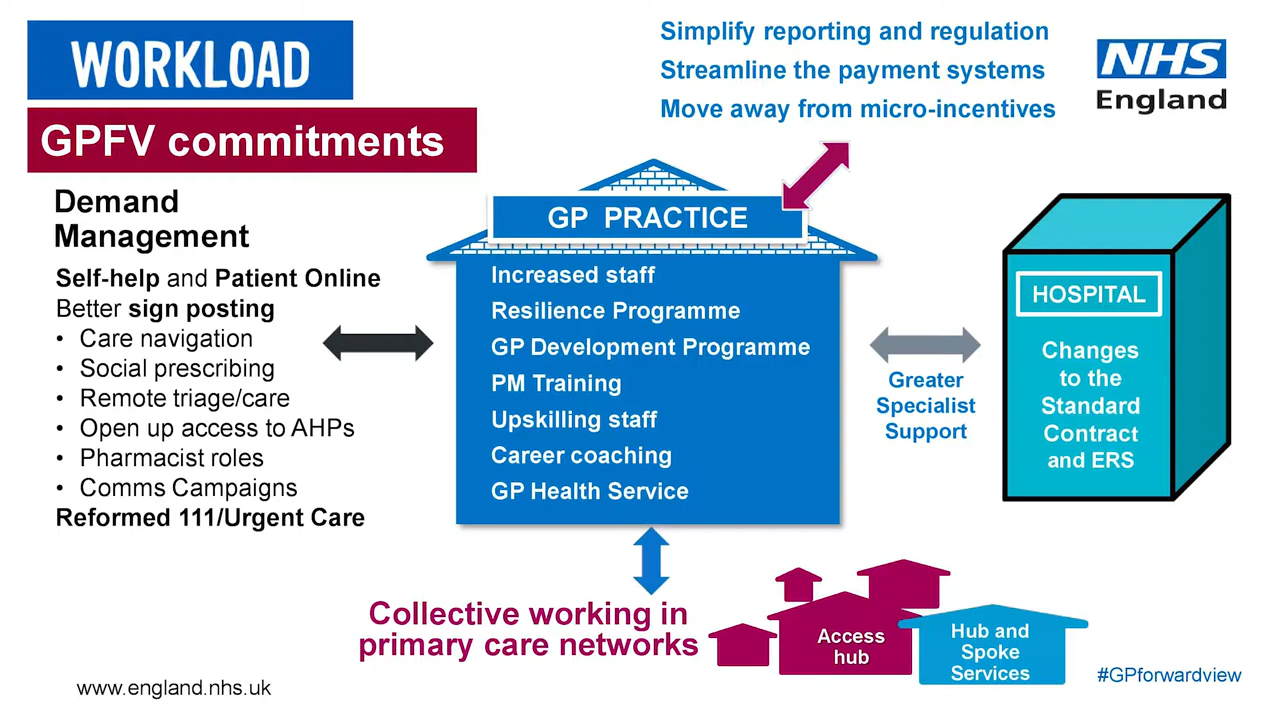 WORKLOAD
GPFV commitments
Simplify reporting and regulation
Streamline the payment systems
Move away from micro-incentives
NHS
England
Demand
Management
Self-help and Patient Online
Better sign posting
• Care navigation
• Social prescribing
• Remote triage/care
• Open up access to AHPs
• Pharmacist roles
• Comms Campaigns
Reformed 111/Urgent Care
GP PRACTICE
Increased staff
Resilience Programme
GP Development Programme
PM Training
Upskilling staff
Career coaching
GP Health Service
Greater
Specialist
Support
HOSPITAL
Changes
to the
Standard
Contract
and ERS
Collective working in
primary care networks
Access
hub
Hub and
Spoke
Services
www.england.nhs.uk
#GPforwardview